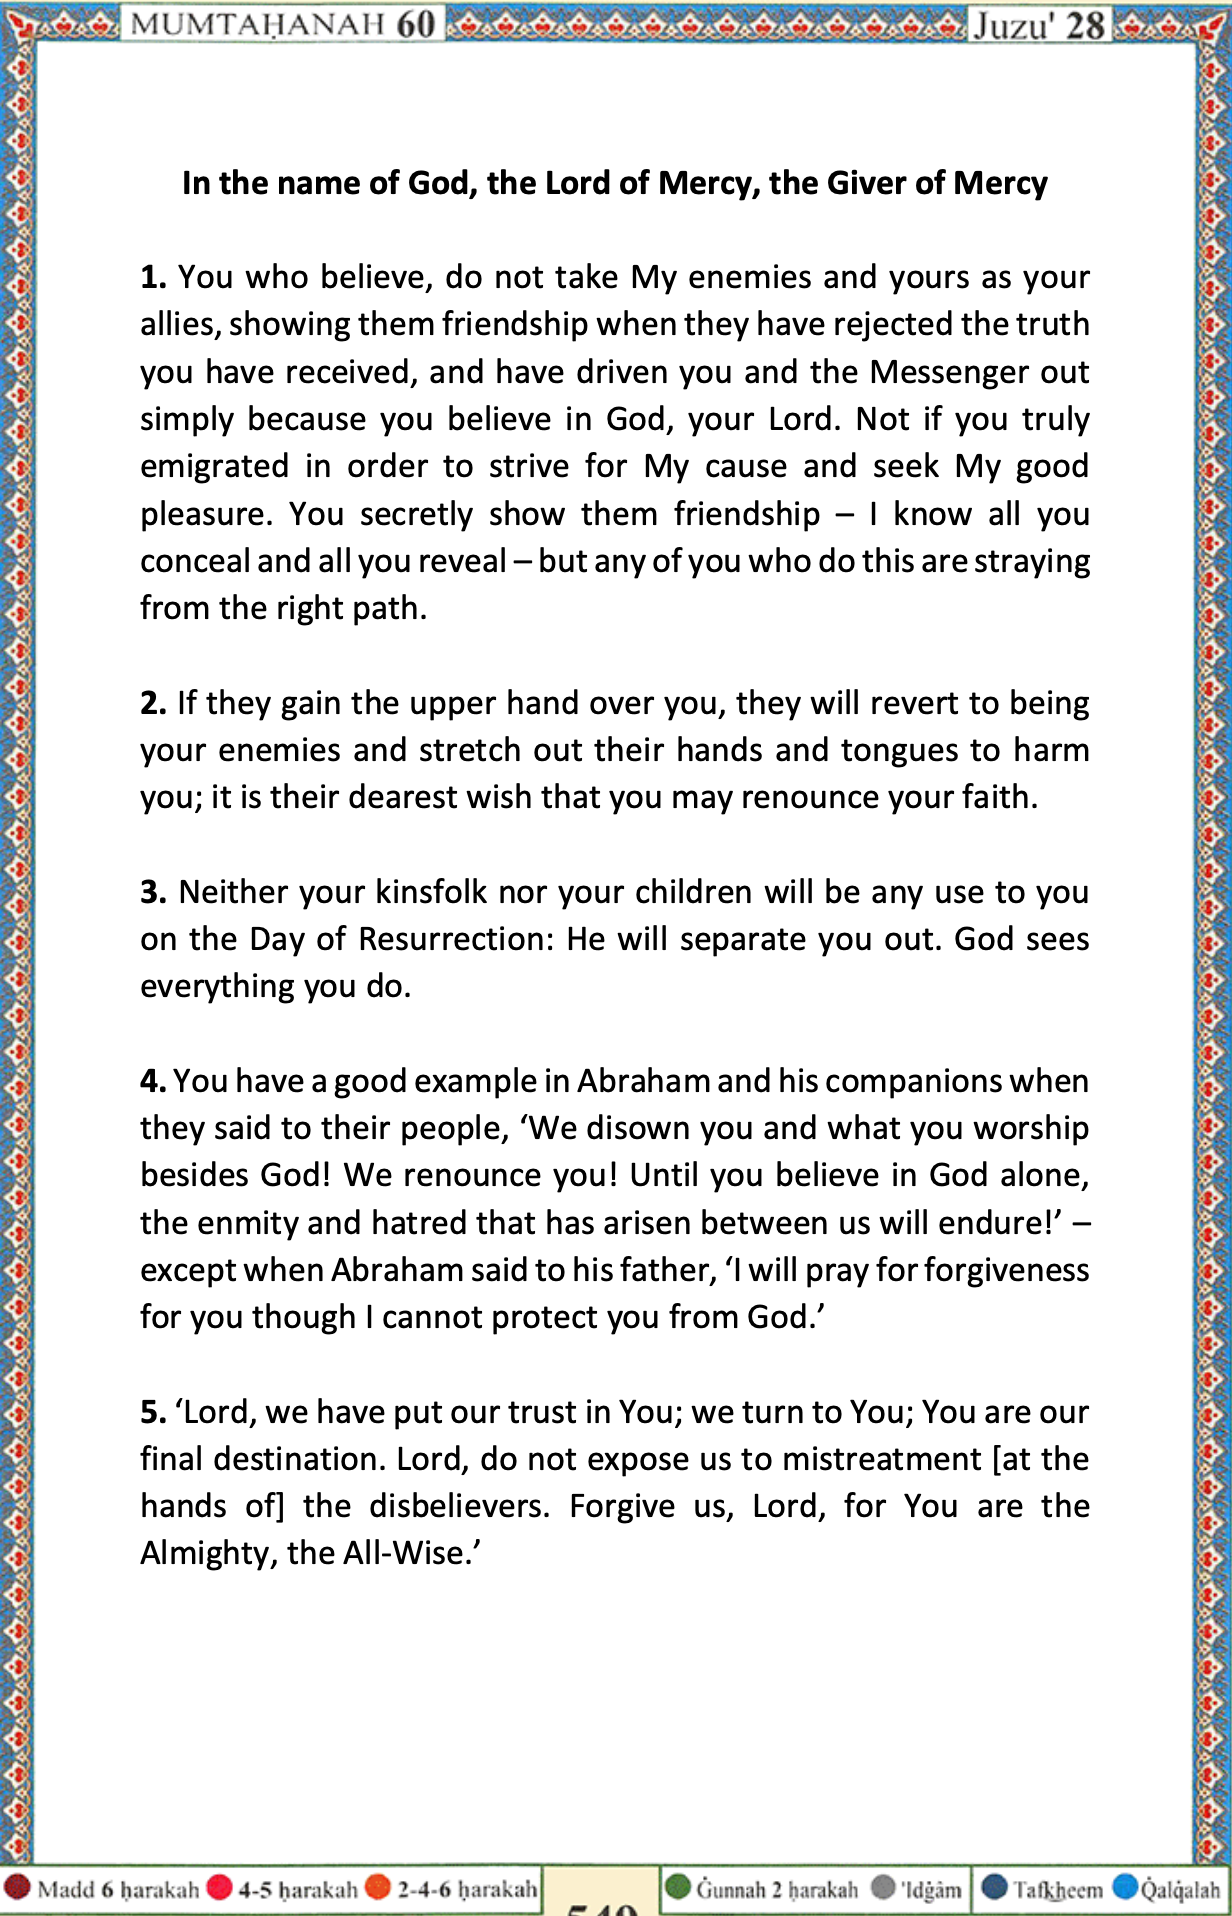 MUMTAḤANAH 60
Juzu' 28
In the name of God, the Lord of Mercy, the Giver of Mercy
1. You who believe, do not take My enemies and yours as your
allies, showing them friendship when they have rejected the truth
you have received, and have driven you and the Messenger out
simply because you believe in God, your Lord. Not if you truly
emigrated in order to strive for My cause and seek My good
pleasure. You secretly show them friendship – I know all you
conceal and all you reveal – but any of you who do this are straying
from the right path.
2. If they gain the upper hand over you, they will revert to being
your enemies and stretch out their hands and tongues to harm
you; it is their dearest wish that you may renounce your faith.
3. Neither your kinsfolk nor your children will be any use to you
on the Day of Resurrection: He will separate you out. God sees
everything you do.
4. You have a good example in Abraham and his companions when
they said to their people, ‘We disown you and what you worship
besides God! We renounce you! Until you believe in God alone,
the enmity and hatred that has arisen between us will endure!’ –
except when Abraham said to his father, ‘I will pray for forgiveness
for you though I cannot protect you from God.’
5. ‘Lord, we have put our trust in You; we turn to You; You are our
final destination. Lord, do not expose us to mistreatment [at the
hands of] the disbelievers. Forgive us, Lord, for You are the
Almighty, the All-Wise.’
Madd 6 ḥarakah 4-5 ḥarakah 2-4-6 ḥarakah
Ġunnah 2 ḥarakah 'Idġâm Tafkheem Q̇alq̇alah